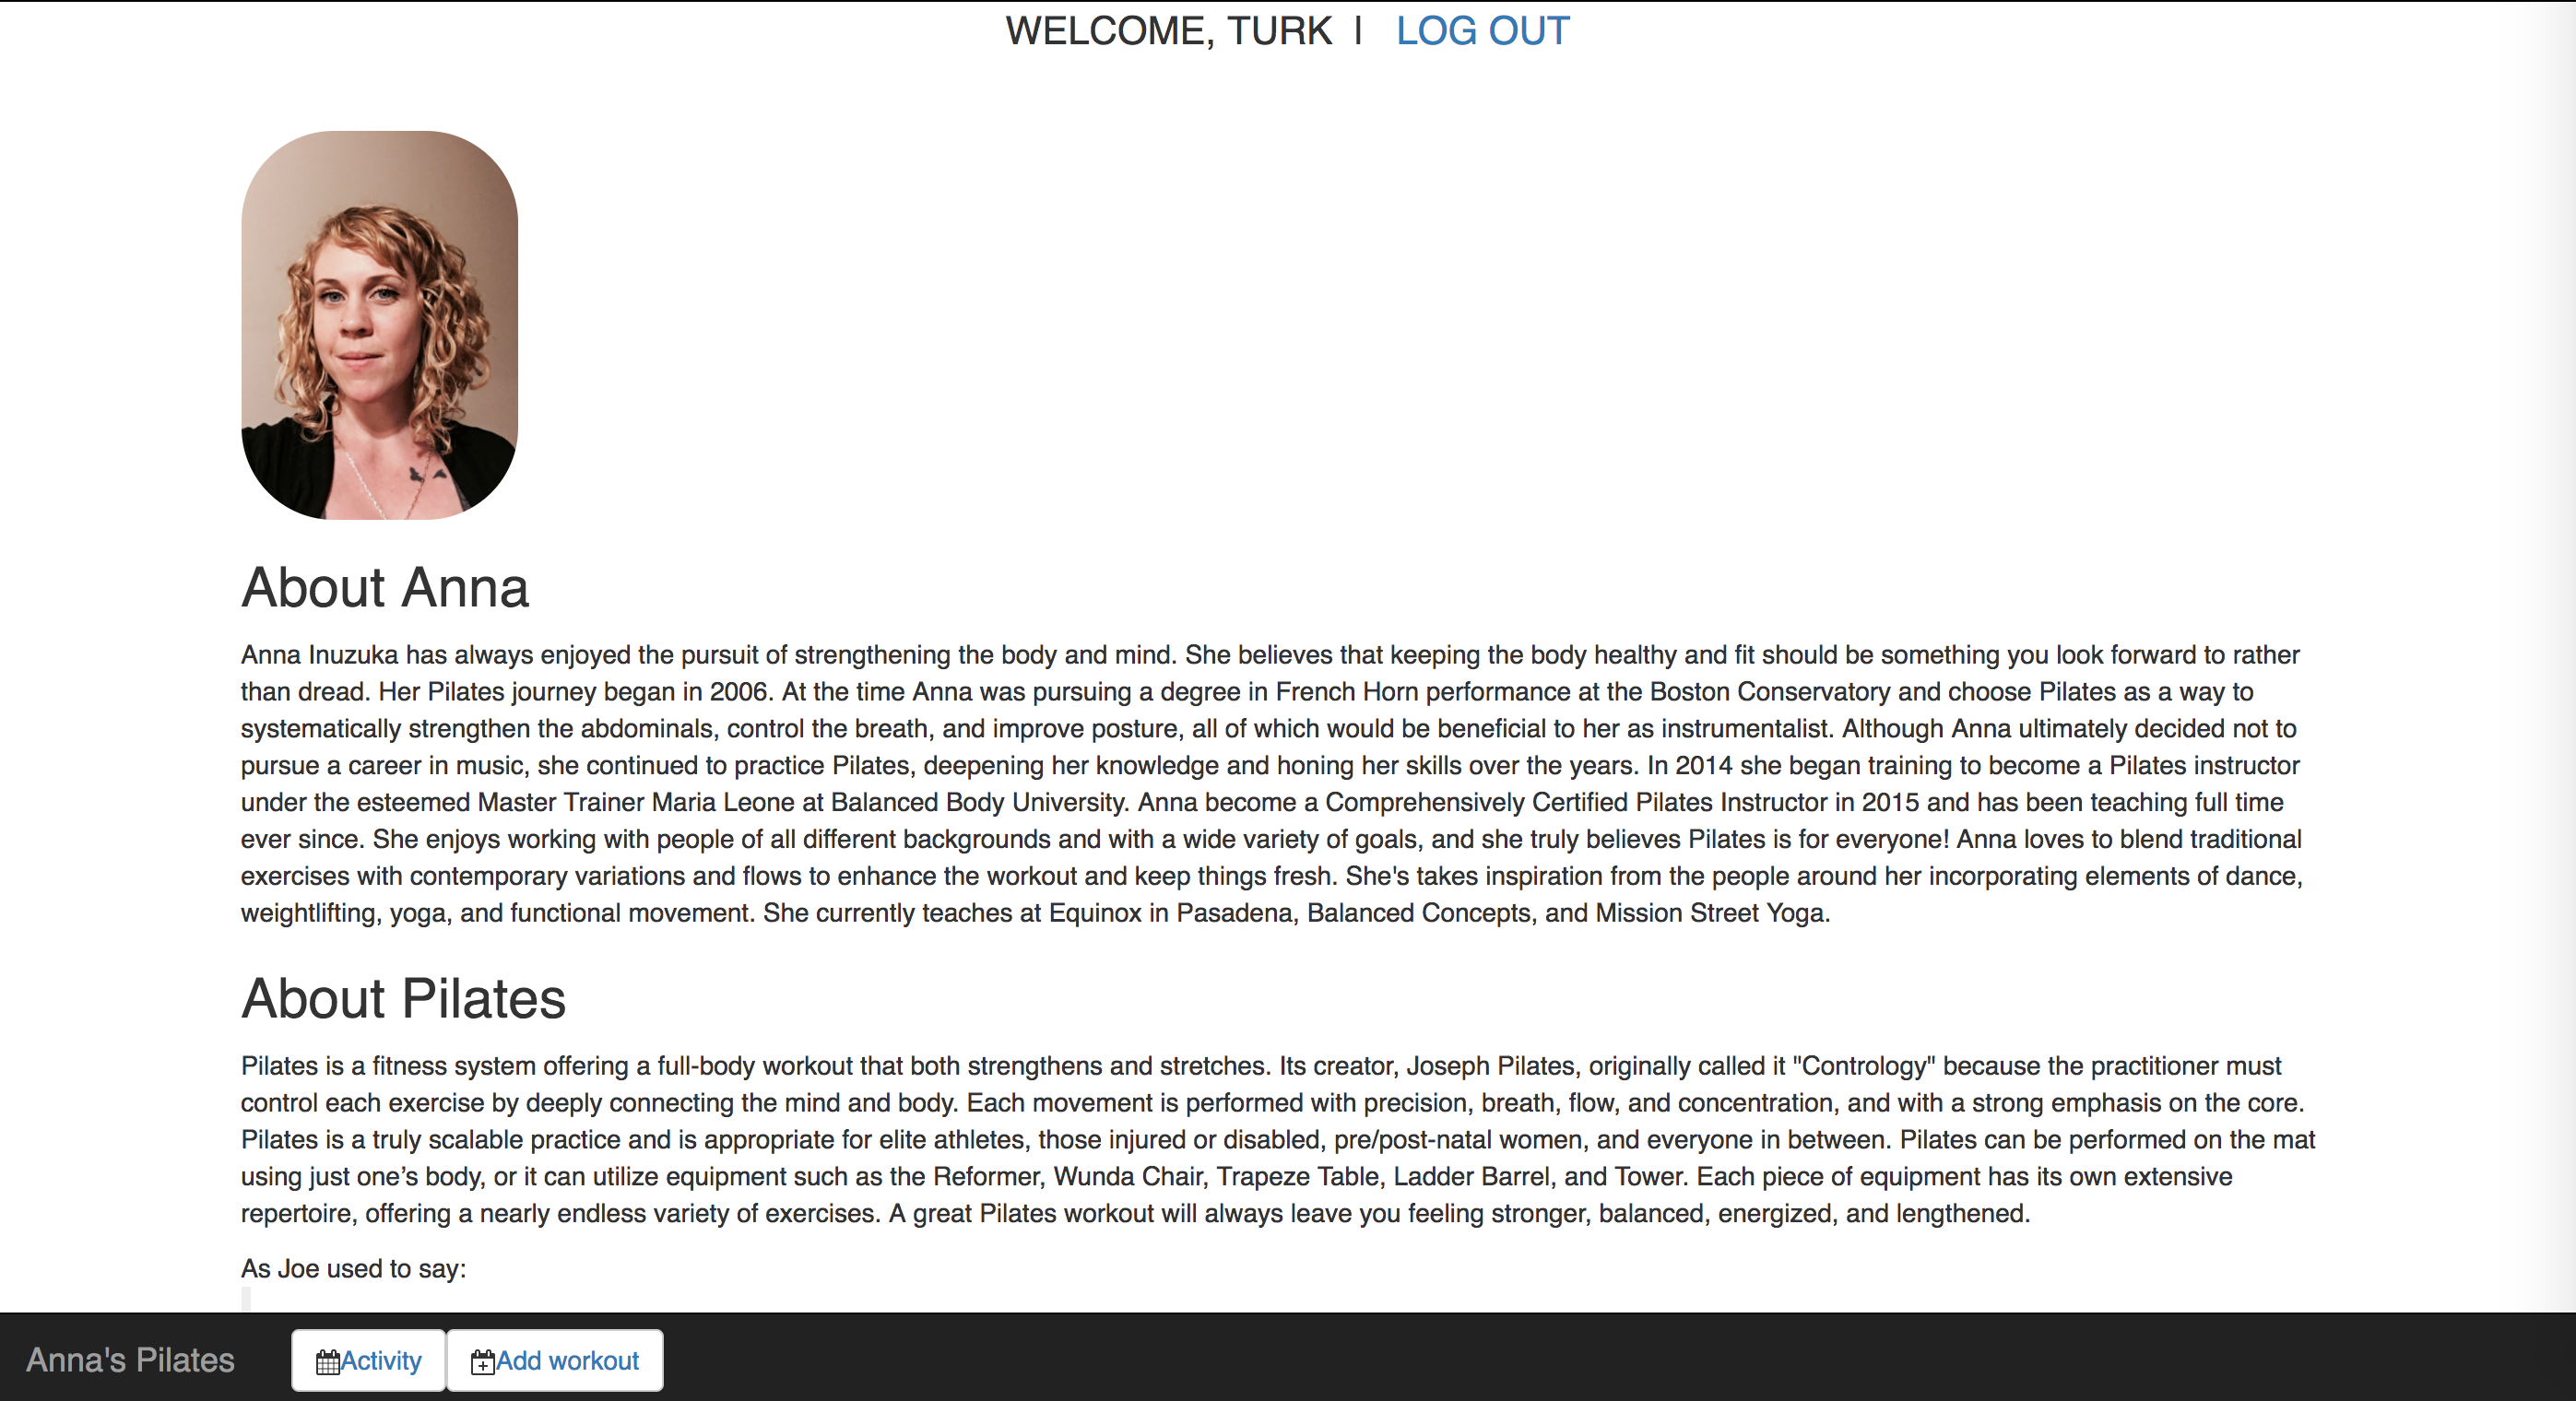 WELCOME, TURK | LOG OUT
About Anna
Anna Inuzuka has always enjoyed the pursuit of strengthening the body and mind. She believes that keeping the body healthy and fit should be something you look forward to rather
than dread. Her Pilates journey began in 2006. At the time Anna was pursuing a degree in French Horn performance at the Boston Conservatory and choose Pilates as a way to
systematically strengthen the abdominals, control the breath, and improve posture, all of which would be beneficial to her as instrumentalist. Although Anna ultimately decided not to
pursue a career in music, she continued to practice Pilates, deepening her knowledge and honing her skills over the years. In 2014 she began training to become a Pilates instructor
under the esteemed Master Trainer Maria Leone at Balanced Body University. Anna become a Comprehensively Certified Pilates Instructor in 2015 and has been teaching full time
ever since. She enjoys working with people of all different backgrounds and with a wide variety of goals, and she truly believes Pilates is for everyone! Anna loves to blend traditional
exercises with contemporary variations and flows to enhance the workout and keep things fresh. She's takes inspiration from the people around her incorporating elements of dance,
weightlifting, yoga, and functional movement. She currently teaches at Equinox in Pasadena, Balanced Concepts, and Mission Street Yoga.
About Pilates
Pilates is a fitness system offering a full-body workout that both strengthens and stretches. Its creator, Joseph Pilates, originally called it "Contrology" because the practitioner must
control each exercise by deeply connecting the mind and body. Each movement is performed with precision, breath, flow, and concentration, and with a strong emphasis on the core.
Pilates is a truly scalable practice and is appropriate for elite athletes, those injured or disabled, pre/post-natal women, and everyone in between. Pilates can be performed on the mat
using just one’s body, or it can utilize equipment such as the Reformer, Wunda Chair, Trapeze Table, Ladder Barrel, and Tower. Each piece of equipment has its own extensive
repertoire, offering a nearly endless variety of exercises. A great Pilates workout will always leave you feeling stronger, balanced, energized, and lengthened.
As Joe used to say:
Anna's Pilates Activity Add workout